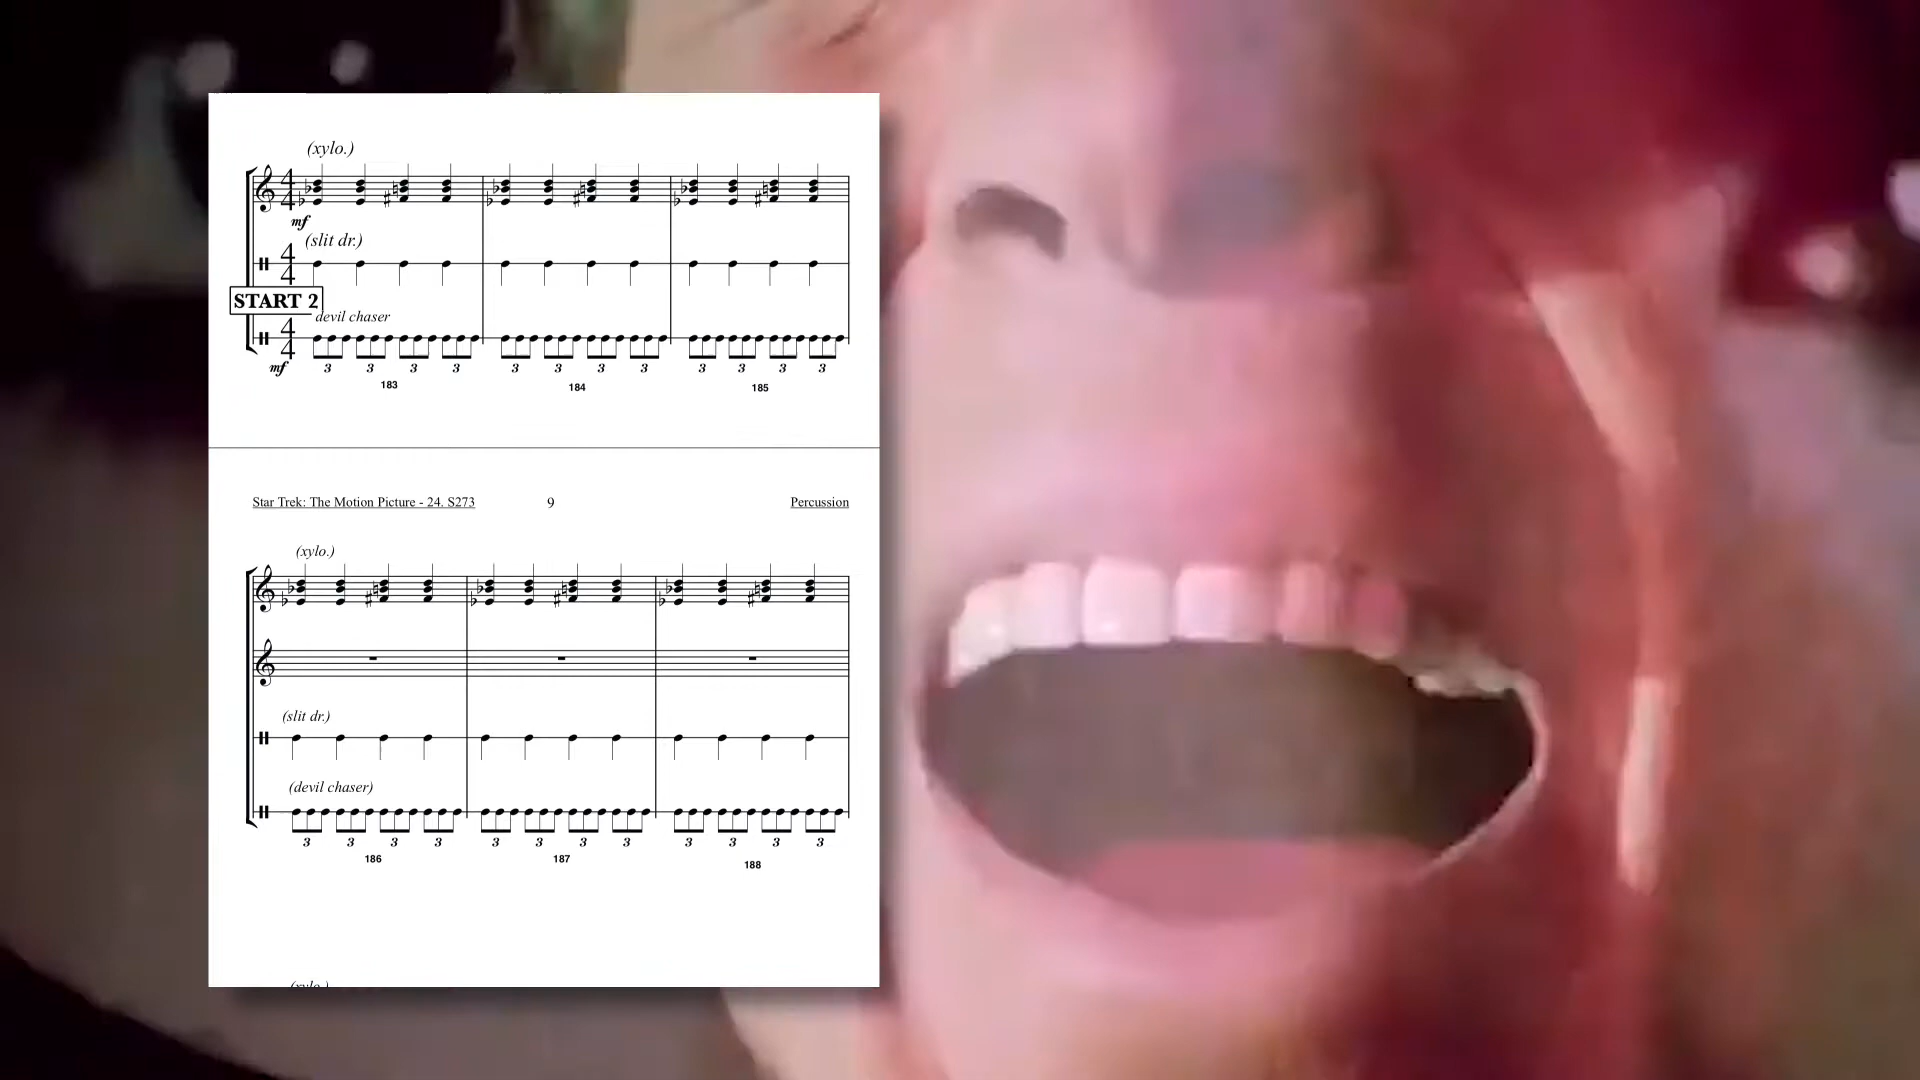 (xylo.)
mf
(slit dr.)
START 2
devil chaser
mf
3 3 3 3 3 3 3 3 3 3 3 3
183 184 185
Star Trek: The Motion Picture - 24. S273 9 Percussion
(xylo.)
(slit dr.)
(devil chaser)
3 3 3 3 3 3 3 3 3 3 3 3
186 187 188
(xylo.)